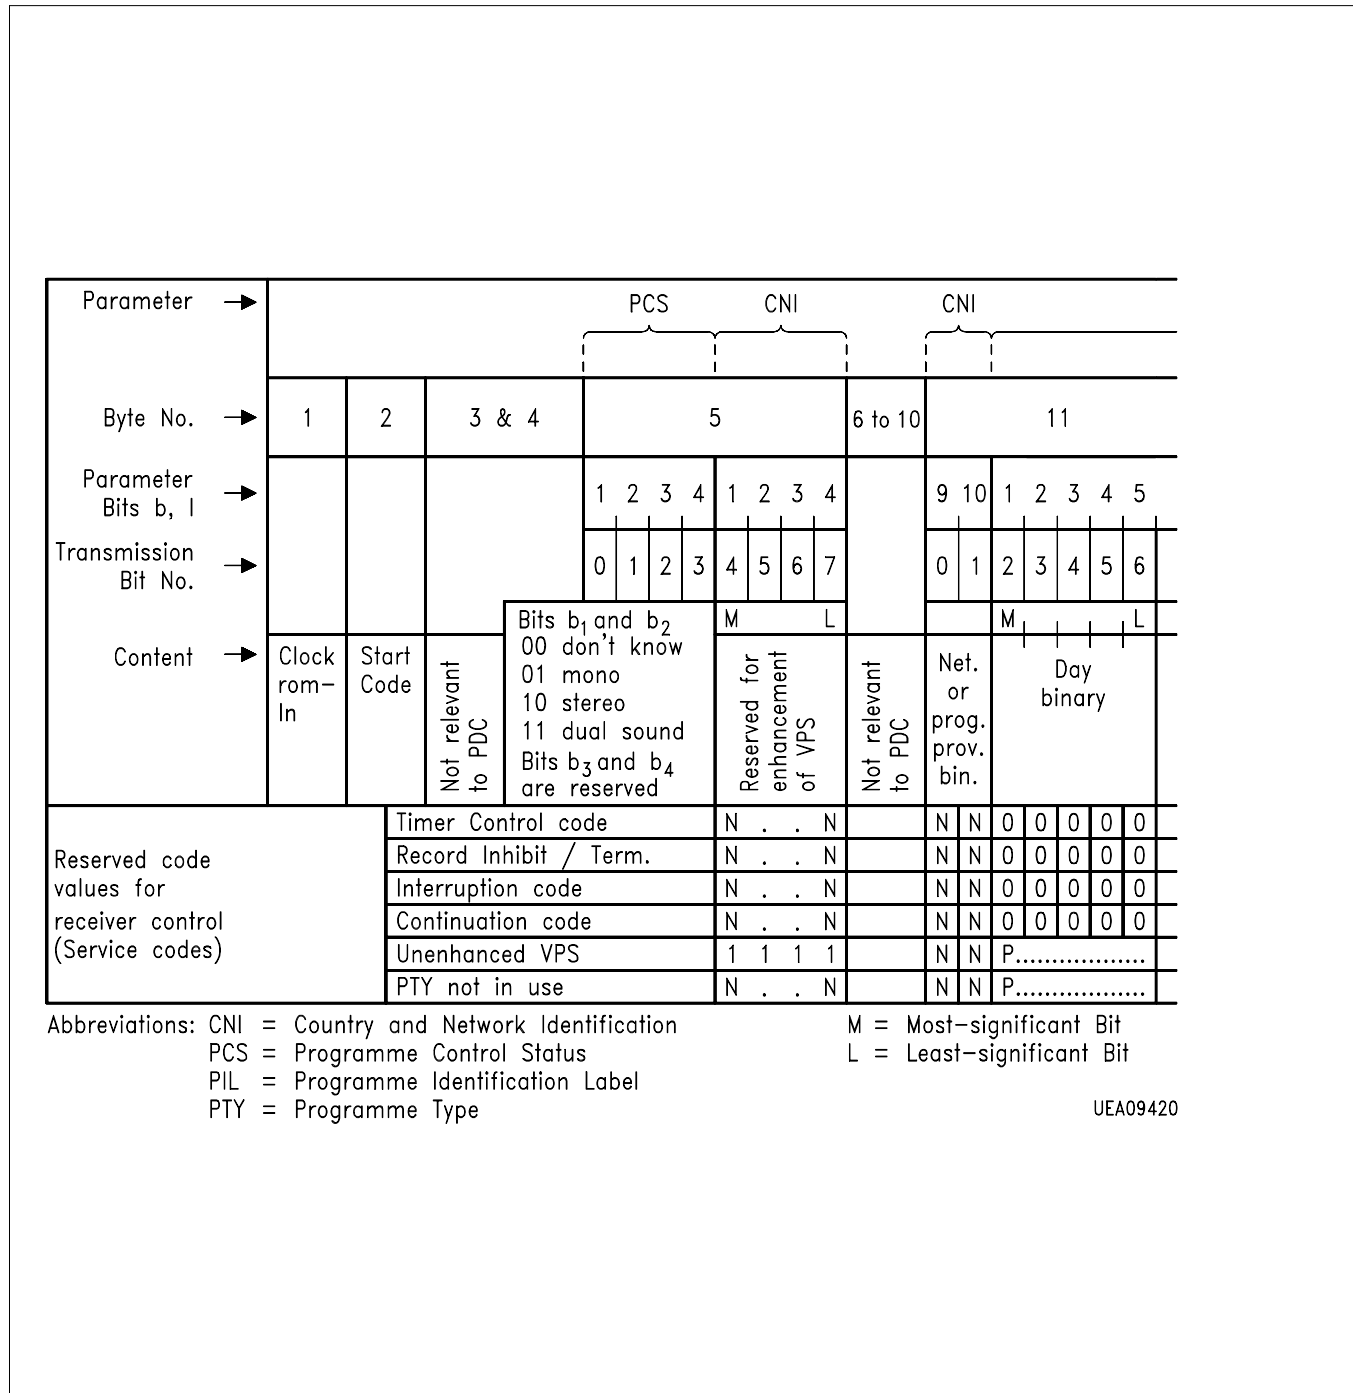 Parameter → PCS CNI CNI
Byte No. → 1 2 3 & 4 5 6 to 10 11
Parameter
Bits b, l → 1 2 3 4 1 2 3 4 9 10 1 2 3 4 5
Transmission
Bit No. → 0 1 2 3 4 5 6 7 0 1 2 3 4 5 6
M L M L
Content →
Clock
rom-
In
Start
Code
Not relevant
to PDC
Bits b1 and b2
00 don't know
01 mono
10 stereo
11 dual sound
Bits b3 and b4
are reserved
Reserved for
enhancement
of VPS
Not relevant
to PDC
Net.
or
prog.
prov.
bin.
Day
binary
Reserved code
values for
receiver control
(Service codes)
Timer Control code N . . N N N 0 0 0 0 0
Record Inhibit / Term. N . . N N N 0 0 0 0 0
Interruption code N . . N N N 0 0 0 0 0
Continuation code N . . N N N 0 0 0 0 0
Unenhanced VPS 1 1 1 1 N N P..................
PTY not in use N . . N N N P..................
Abbreviations: CNI = Country and Network Identification M = Most-significant Bit
PCS = Programme Control Status L = Least-significant Bit
PIL = Programme Identification Label
PTY = Programme Type UEA09420